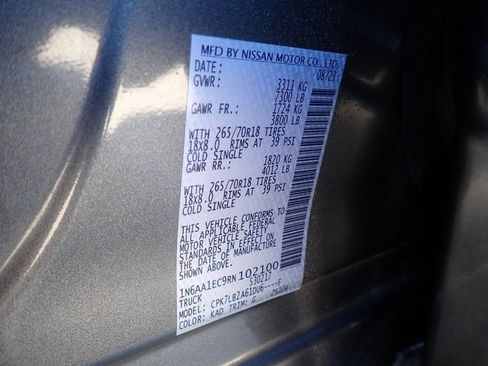 MFD BY NISSAN MOTOR CO., LTD.
DATE: 08/23
GVWR: 3311 KG
7300 LB
GAWR FR.: 1724 KG
3800 LB
WITH 265/70R18 TIRES
18X8.0 RIMS AT 39 PSI
COLD SINGLE
GAWR RR.: 1820 KG
4012 LB
WITH 265/70R18 TIRES
18X8.0 RIMS AT 39 PSI
COLD SINGLE
THIS VEHICLE CONFORMS TO
ALL APPLICABLE FEDERAL
MOTOR VEHICLE SAFETY
STANDARDS IN EFFECT ON
THE DATE OF MANUFACTURE
SHOWN ABOVE.
1N6AA1EC9RN102100
TRUCK 530217
MODEL: CPK7LB2A61DU6----F
COLOR: KAD TRIM: G 25104